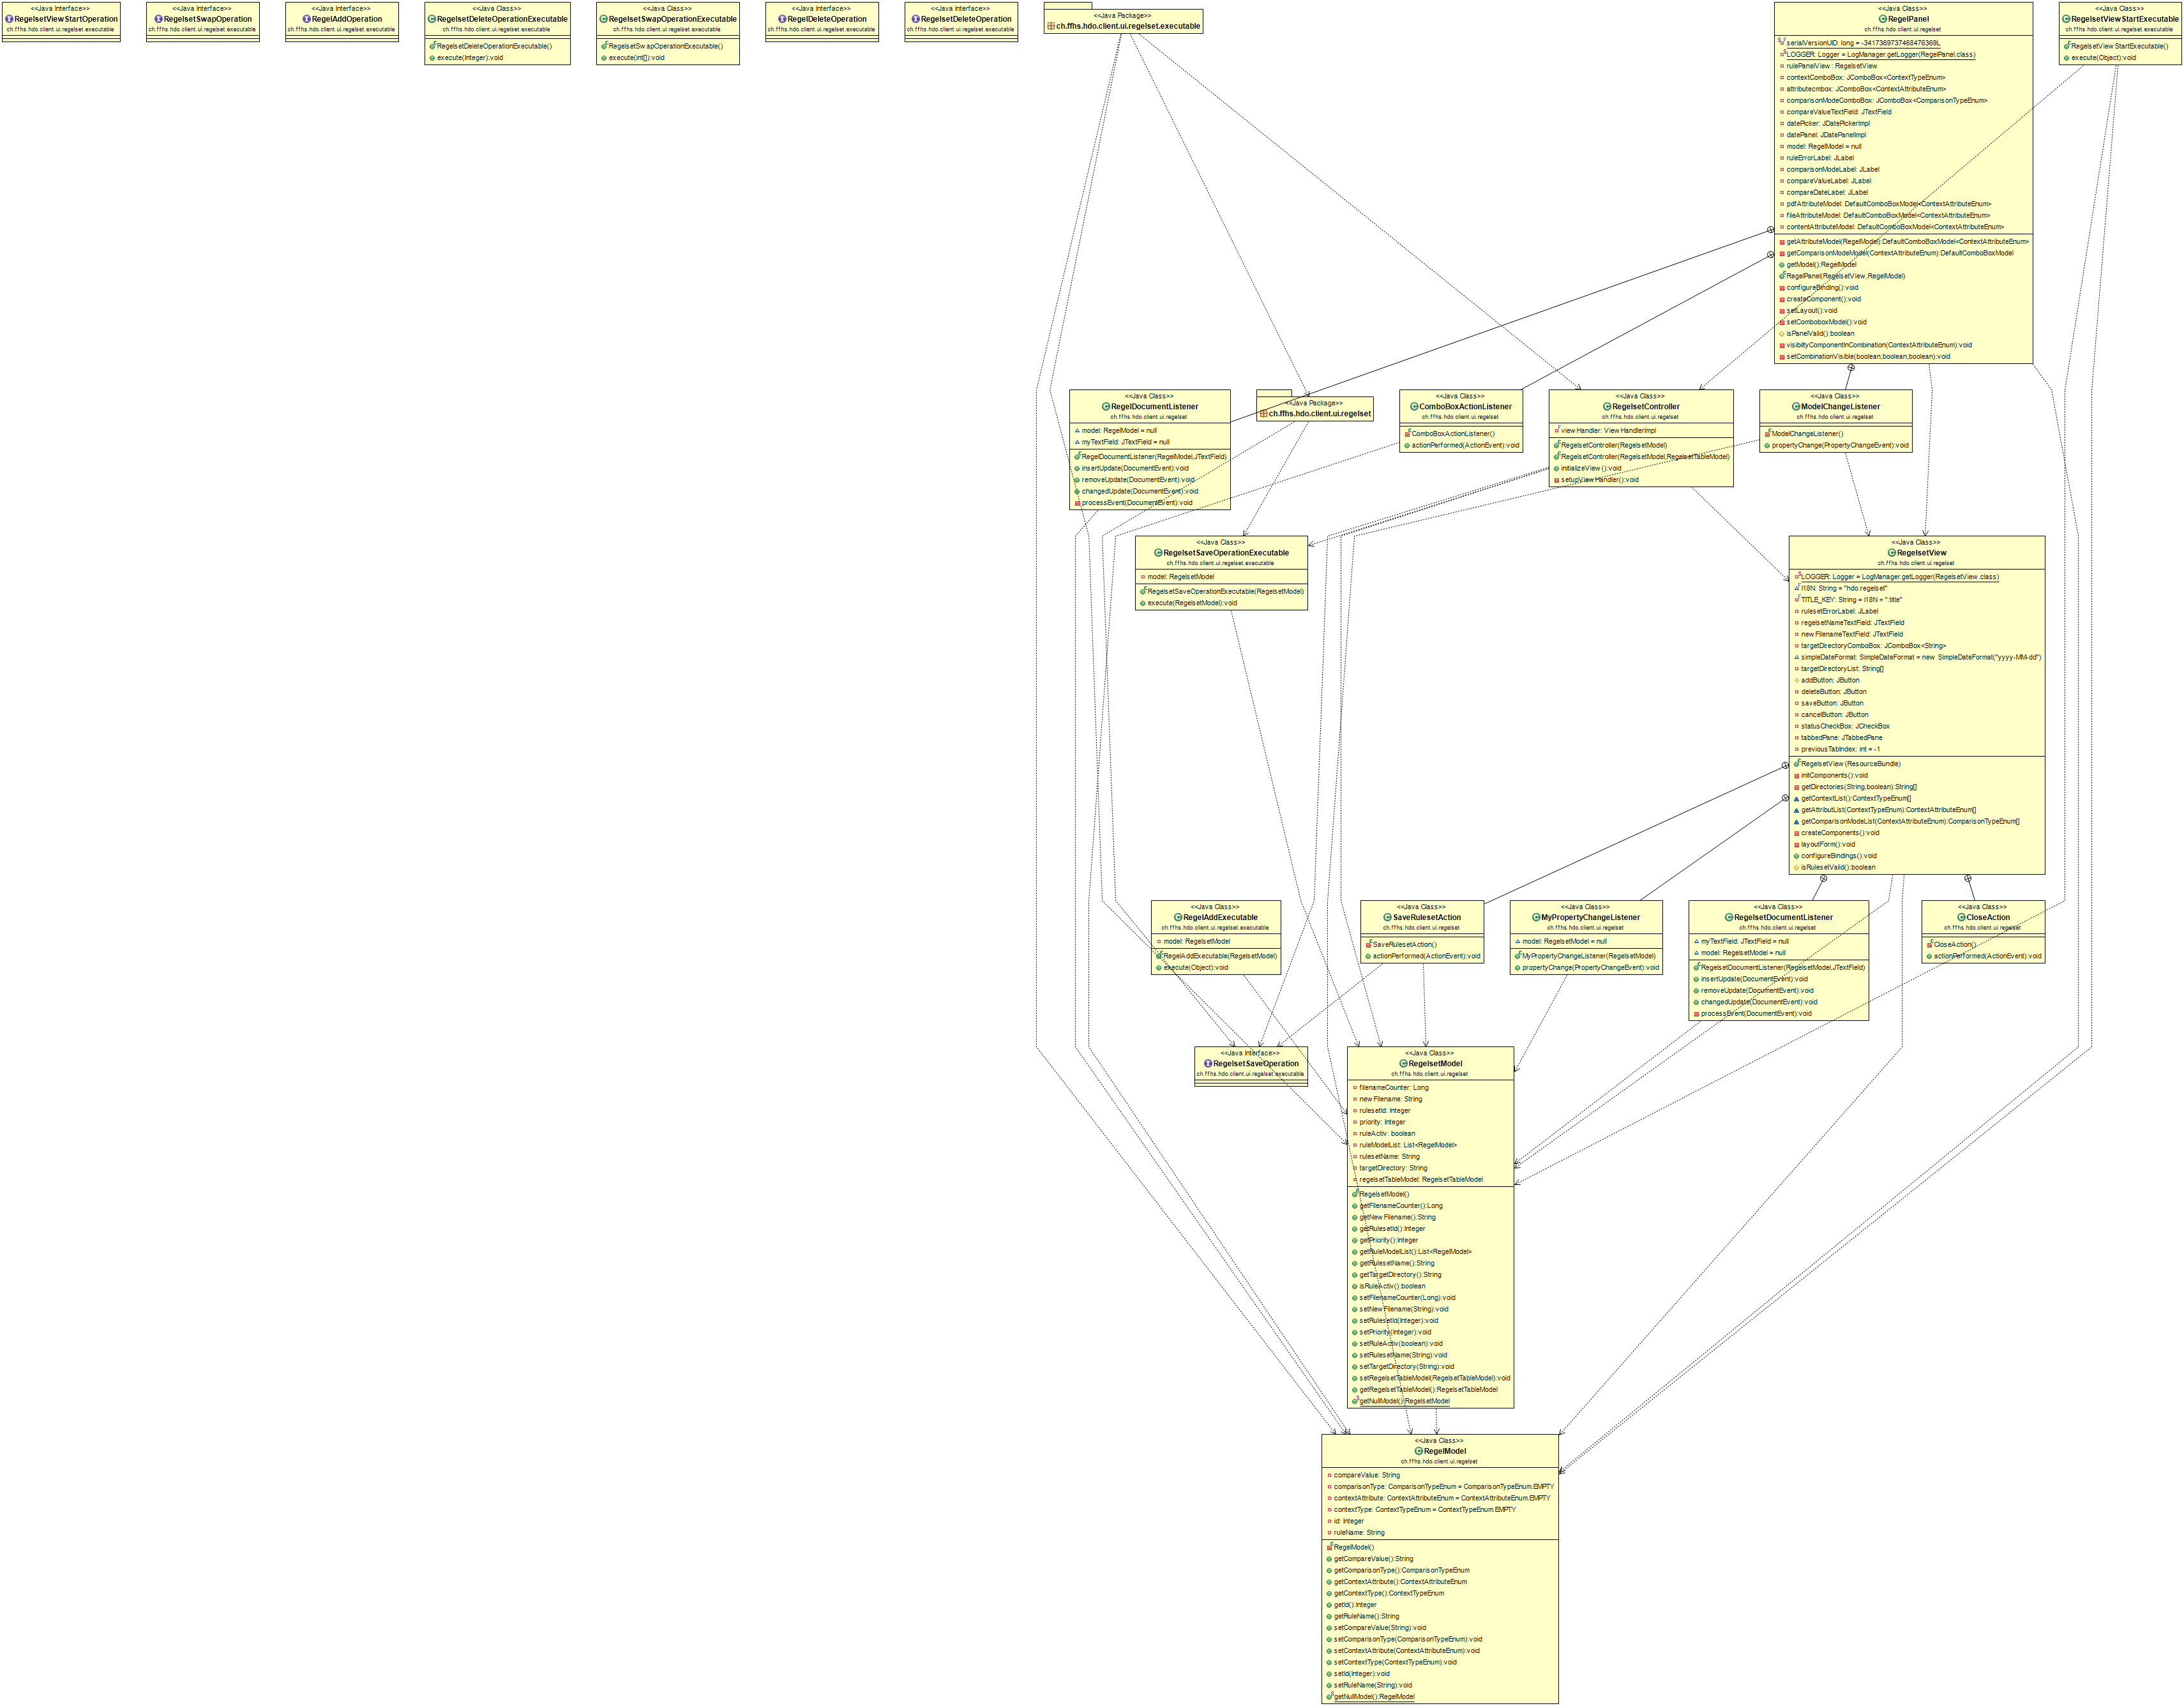 <<Java Interface>>
RegelsetViewStartOperation
ch.ffhs.hdo.client.ui.regelset.executable
<<Java Interface>>
RegelsetSwapOperation
ch.ffhs.hdo.client.ui.regelset.executable
<<Java Interface>>
RegelAddOperation
ch.ffhs.hdo.client.ui.regelset.executable
<<Java Class>>
RegelsetDeleteOperationExecutable
ch.ffhs.hdo.client.ui.regelset.executable
RegelsetDeleteOperationExecutable()
execute(Integer):void
<<Java Class>>
RegelsetSwapOperationExecutable
ch.ffhs.hdo.client.ui.regelset.executable
RegelsetSwapOperationExecutable()
execute(int[]):void
<<Java Interface>>
RegelDeleteOperation
ch.ffhs.hdo.client.ui.regelset.executable
<<Java Interface>>
RegelsetDeleteOperation
ch.ffhs.hdo.client.ui.regelset.executable
<<Java Package>>
ch.ffhs.hdo.client.ui.regelset.executable
<<Java Class>>
RegelPanel
ch.ffhs.hdo.client.ui.regelset
serialVersionUID: long = -3417369737468476369L
LOGGER: Logger = LogManager.getLogger(RegelPanel.class)
rulePanelView : RegelsetView
contextComboBox: JComboBox<ContextTypeEnum>
attributecmbox: JComboBox<ContextAttributeEnum>
comparisonModeComboBox: JComboBox<ComparisonTypeEnum>
compareValueTextField: JTextField
datePicker: JDatePickerImpl
datePanel: JDatePanelImpl
model: RegelModel = null
ruleErrorLabel: JLabel
comparisonModeLabel: JLabel
compareValueLabel: JLabel
compareDateLabel: JLabel
pdfAttributeModel: DefaultComboBoxModel<ContextAttributeEnum>
fileAttributeModel: DefaultComboBoxModel<ContextAttributeEnum>
contentAttributeModel: DefaultComboBoxModel<ContextAttributeEnum>
getAttributeModel(RegelModel):DefaultComboBoxModel<ContextAttributeEnum>
getComparisonModeModel(ContextAttributeEnum):DefaultComboBoxModel
getModel():RegelModel
RegelPanel(RegelsetView,RegelModel)
configureBinding():void
createComponent():void
setLayout():void
setComboboxModel():void
isPanelValid():boolean
visibiltyComponentInCombination(ContextAttributeEnum):void
setCombinationVisible(boolean,boolean,boolean):void
<<Java Class>>
RegelsetViewStartExecutable
ch.ffhs.hdo.client.ui.regelset.executable
RegelsetViewStartExecutable()
execute(Object):void
<<Java Class>>
RegelDocumentListener
ch.ffhs.hdo.client.ui.regelset
model: RegelModel = null
myTextField: JTextField = null
RegelDocumentListener(RegelModel,JTextField)
insertUpdate(DocumentEvent):void
removeUpdate(DocumentEvent):void
changedUpdate(DocumentEvent):void
processEvent(DocumentEvent):void
<<Java Package>>
ch.ffhs.hdo.client.ui.regelset
<<Java Class>>
ComboBoxActionListener
ch.ffhs.hdo.client.ui.regelset
ComboBoxActionListener()
actionPerformed(ActionEvent):void
<<Java Class>>
RegelsetController
ch.ffhs.hdo.client.ui.regelset
viewHandler: ViewHandlerImpl
RegelsetController(RegelsetModel)
RegelsetController(RegelsetModel,RegelsetTableModel)
initializeView():void
setupViewHandler():void
<<Java Class>>
ModelChangeListener
ch.ffhs.hdo.client.ui.regelset
ModelChangeListener()
propertyChange(PropertyChangeEvent):void
<<Java Class>>
RegelsetSaveOperationExecutable
ch.ffhs.hdo.client.ui.regelset.executable
model: RegelsetModel
RegelsetSaveOperationExecutable(RegelsetModel)
execute(RegelsetModel):void
<<Java Class>>
RegelsetView
ch.ffhs.hdo.client.ui.regelset
LOGGER: Logger = LogManager.getLogger(RegelsetView.class)
I18N: String = "hdo.regelset"
TITLE_KEY: String = I18N + ".title"
rulesetErrorLabel: JLabel
regelsetNameTextField: JTextField
newFilenameTextField: JTextField
targetDirectoryComboBox: JComboBox<String>
simpleDateFormat: SimpleDateFormat = new SimpleDateFormat("yyyy-MM-dd")
targetDirectoryList: String[]
addButton: JButton
deleteButton: JButton
saveButton: JButton
cancelButton: JButton
statusCheckBox: JCheckBox
tabbedPane: JTabbedPane
previousTabIndex: int = -1
RegelsetView(ResourceBundle)
initComponents():void
getDirectories(String,boolean):String[]
getContextList():ContextTypeEnum[]
getAttributList(ContextTypeEnum):ContextAttributeEnum[]
getComparisonModeList(ContextAttributeEnum):ComparisonTypeEnum[]
createComponents():void
layoutForm():void
configureBindings():void
isRulesetValid():boolean
<<Java Class>>
RegelAddExecutable
ch.ffhs.hdo.client.ui.regelset.executable
model: RegelsetModel
RegelAddExecutable(RegelsetModel)
execute(Object):void
<<Java Class>>
SaveRulesetAction
ch.ffhs.hdo.client.ui.regelset
SaveRulesetAction()
actionPerformed(ActionEvent):void
<<Java Class>>
MyPropertyChangeListener
ch.ffhs.hdo.client.ui.regelset
model: RegelsetModel = null
MyPropertyChangeListener(RegelsetModel)
propertyChange(PropertyChangeEvent):void
<<Java Class>>
RegelsetDocumentListener
ch.ffhs.hdo.client.ui.regelset
myTextField: JTextField = null
model: RegelsetModel = null
RegelsetDocumentListener(RegelsetModel,JTextField)
insertUpdate(DocumentEvent):void
removeUpdate(DocumentEvent):void
changedUpdate(DocumentEvent):void
processEvent(DocumentEvent):void
<<Java Class>>
CloseAction
ch.ffhs.hdo.client.ui.regelset
CloseAction()
actionPerformed(ActionEvent):void
<<Java Interface>>
RegelsetSaveOperation
ch.ffhs.hdo.client.ui.regelset.executable
<<Java Class>>
RegelsetModel
ch.ffhs.hdo.client.ui.regelset
filenameCounter: Long
newFilename: String
rulesetId: Integer
priority: Integer
ruleActiv: boolean
ruleModelList: List<RegelModel>
rulesetName: String
targetDirectory: String
regelsetTableModel: RegelsetTableModel
RegelsetModel()
getFilenameCounter():Long
getNewFilename():String
getRulesetId():Integer
getPriority():Integer
getRuleModelList():List<RegelModel>
getRulesetName():String
getTargetDirectory():String
isRuleActiv():boolean
setFilenameCounter(Long):void
setNewFilename(String):void
setRulesetId(Integer):void
setPriority(Integer):void
setRuleActiv(boolean):void
setRulesetName(String):void
setTargetDirectory(String):void
setRegelsetTableModel(RegelsetTableModel):void
getRegelsetTableModel():RegelsetTableModel
getNullModel():RegelsetModel
<<Java Class>>
RegelModel
ch.ffhs.hdo.client.ui.regelset
compareValue: String
comparisonType: ComparisonTypeEnum = ComparisonTypeEnum.EMPTY
contextAttribute: ContextAttributeEnum = ContextAttributeEnum.EMPTY
contextType: ContextTypeEnum = ContextTypeEnum.EMPTY
id: Integer
ruleName: String
RegelModel()
getCompareValue():String
getComparisonType():ComparisonTypeEnum
getContextAttribute():ContextAttributeEnum
getContextType():ContextTypeEnum
getId():Integer
getRuleName():String
setCompareValue(String):void
setComparisonType(ComparisonTypeEnum):void
setContextAttribute(ContextAttributeEnum):void
setContextType(ContextTypeEnum):void
setId(Integer):void
setRuleName(String):void
getNullModel():RegelModel